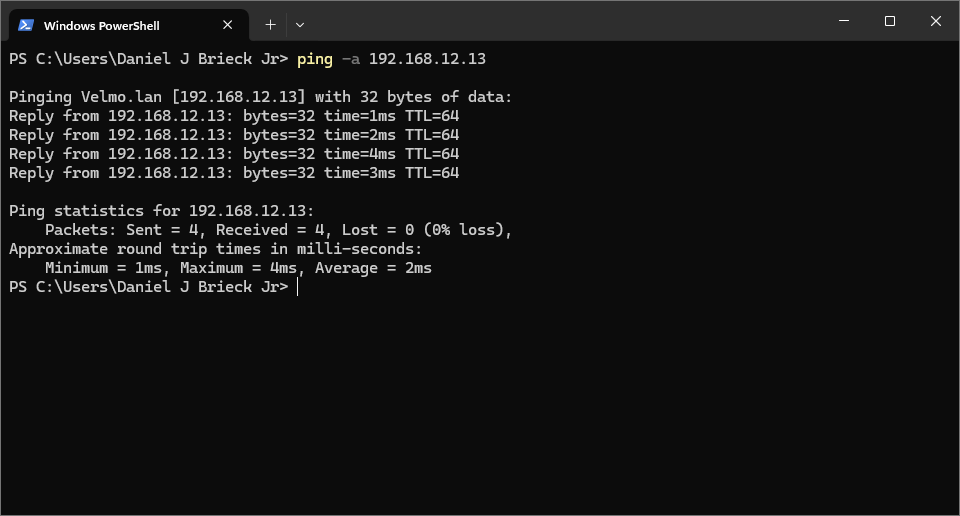 Windows PowerShell
PS C:\Users\Daniel J Brieck Jr> ping -a 192.168.12.13
Pinging Velmo.lan [192.168.12.13] with 32 bytes of data:
Reply from 192.168.12.13: bytes=32 time=1ms TTL=64
Reply from 192.168.12.13: bytes=32 time=2ms TTL=64
Reply from 192.168.12.13: bytes=32 time=4ms TTL=64
Reply from 192.168.12.13: bytes=32 time=3ms TTL=64
Ping statistics for 192.168.12.13:
    Packets: Sent = 4, Received = 4, Lost = 0 (0% loss),
Approximate round trip times in milli-seconds:
    Minimum = 1ms, Maximum = 4ms, Average = 2ms
PS C:\Users\Daniel J Brieck Jr>